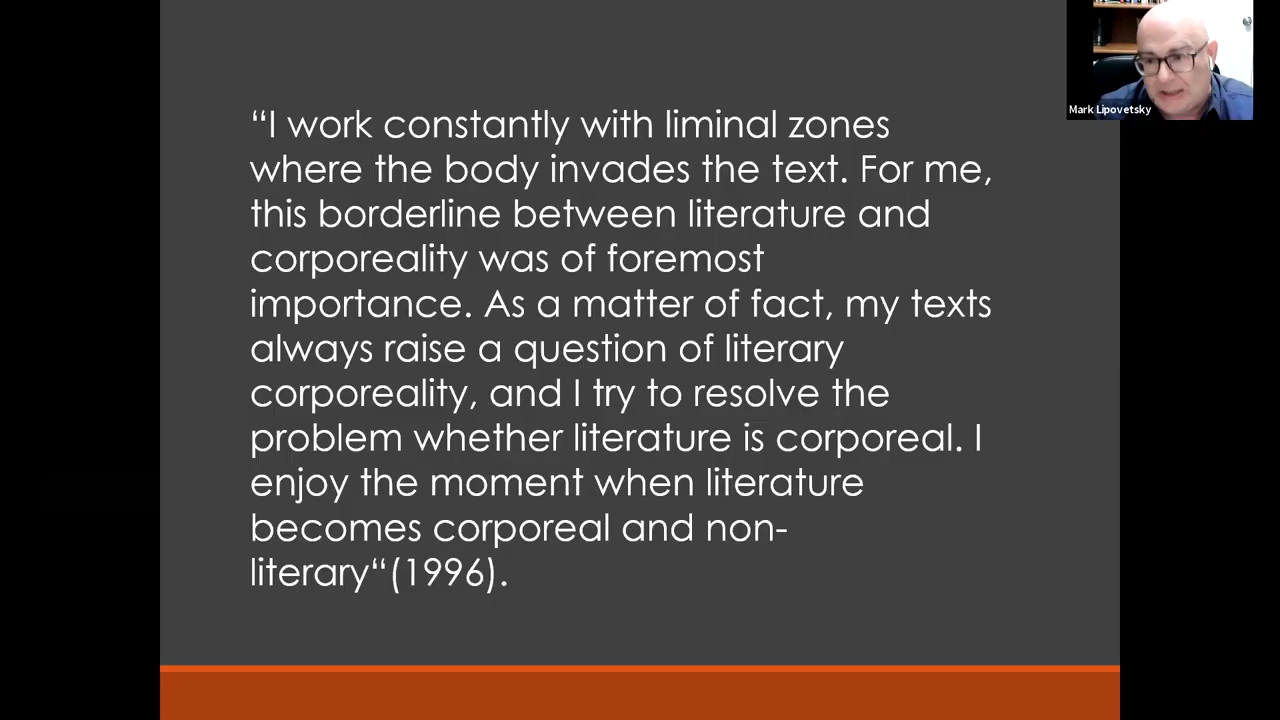 “I work constantly with liminal zones
where the body invades the text. For me,
this borderline between literature and
corporeality was of foremost
importance. As a matter of fact, my texts
always raise a question of literary
corporeality, and I try to resolve the
problem whether literature is corporeal. I
enjoy the moment when literature
becomes corporeal and non-
literary“(1996).
Mark Lipovetsky